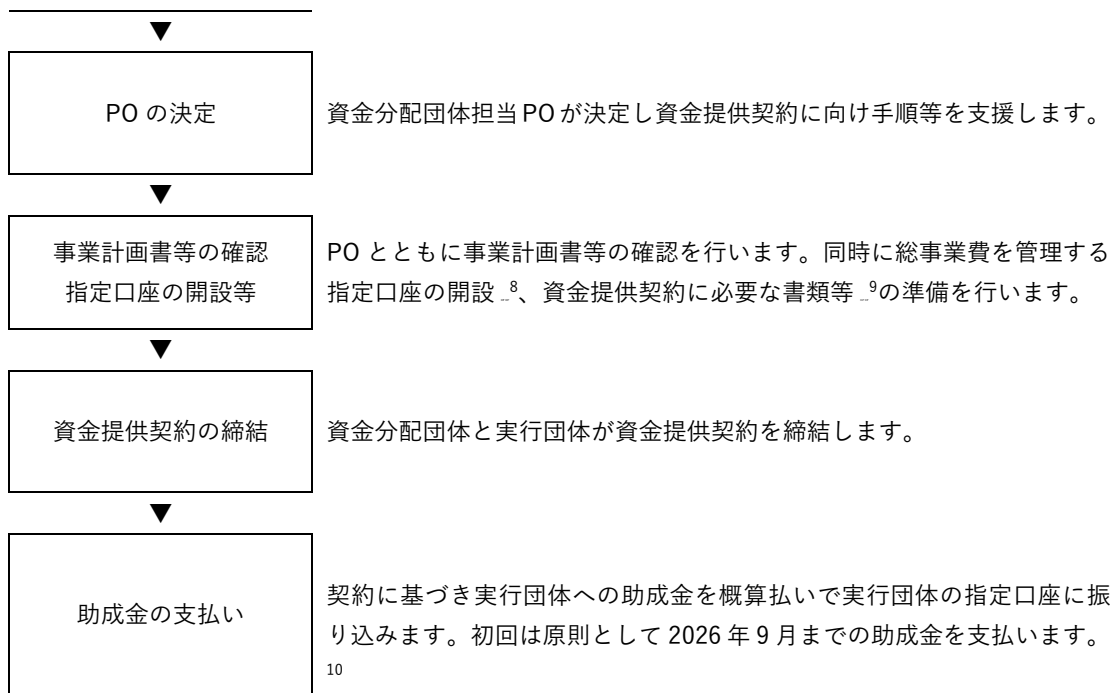 ▼
PO の決定
資金分配団体担当 PO が決定し資金提供契約に向け手順等を支援します。
▼
事業計画書等の確認
指定口座の開設等
PO とともに事業計画書等の確認を行います。同時に総事業費を管理する
指定口座の開設 8、資金提供契約に必要な書類等 9の準備を行います。
▼
資金提供契約の締結
資金分配団体と実行団体が資金提供契約を締結します。
▼
助成金の支払い
契約に基づき実行団体への助成金を概算払いで実行団体の指定口座に振
り込みます。初回は原則として 2026 年 9 月までの助成金を支払います。
10